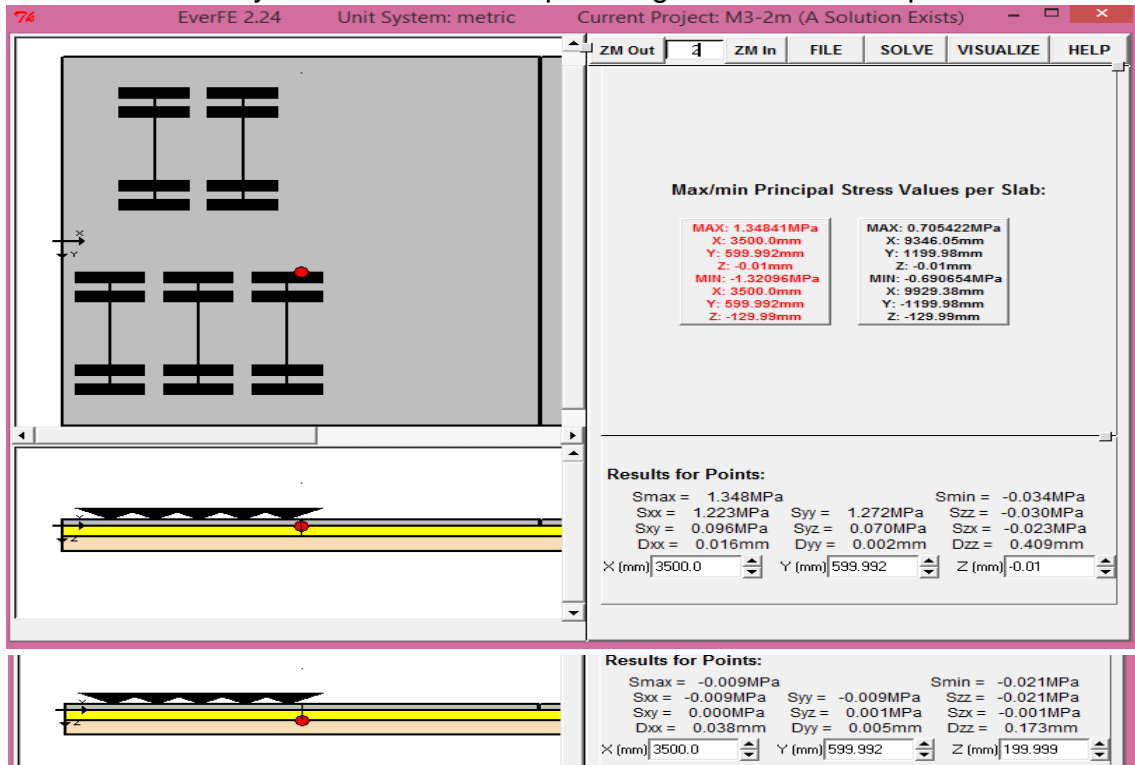 EverFE 2.24 Unit System: metric Current Project: M3-2m (A Solution Exists)
ZM Out ZM In FILE SOLVE VISUALIZE HELP
X
Y
Max/min Principal Stress Values per Slab:
MAX: 1.34841MPa
X: 3500.0mm
Y: 599.992mm
Z: -0.01mm
MIN: -1.32096MPa
X: 3500.0mm
Y: 599.992mm
Z: -129.99mm
MAX: 0.705422MPa
X: 9346.05mm
Y: 1199.98mm
Z: -0.01mm
MIN: -0.690654MPa
X: 9929.38mm
Y: -1199.98mm
Z: -129.99mm
X
Z
Results for Points:
Smax = 1.348MPa Smin = -0.034MPa
Sxx = 1.223MPa Syy = 1.272MPa Szz = -0.030MPa
Sxy = 0.096MPa Syz = 0.070MPa Szx = -0.023MPa
Dxx = 0.016mm Dyy = 0.002mm Dzz = 0.409mm
X (mm) 3500.0 Y (mm) 599.992 Z (mm) -0.01
X
Z
Results for Points:
Smax = -0.009MPa Smin = -0.021MPa
Sxx = -0.009MPa Syy = -0.009MPa Szz = -0.021MPa
Sxy = 0.000MPa Syz = 0.001MPa Szx = -0.001MPa
Dxx = 0.038mm Dyy = 0.005mm Dzz = 0.173mm
X (mm) 3500.0 Y (mm) 599.992 Z (mm) 199.999